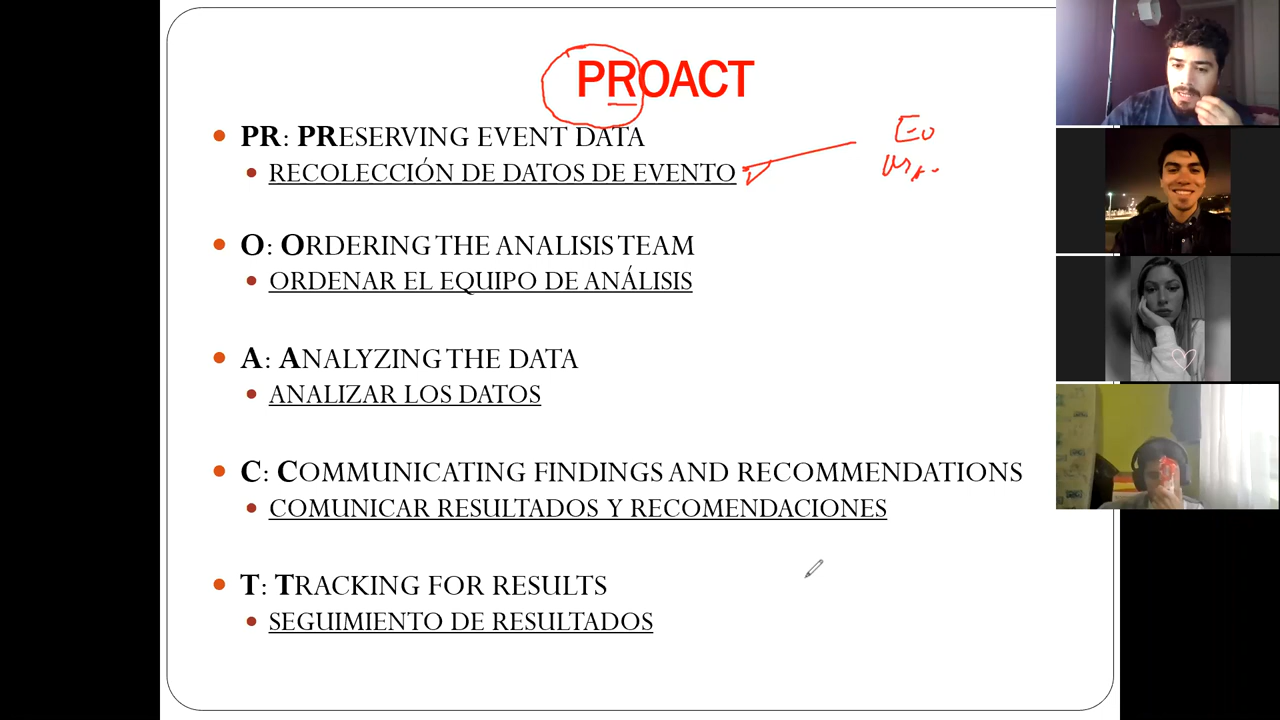 PROACT
PR: PRESERVING EVENT DATA
RECOLECCIÓN DE DATOS DE EVENTO
O: ORDERING THE ANALISIS TEAM
ORDENAR EL EQUIPO DE ANÁLISIS
A: ANALYZING THE DATA
ANALIZAR LOS DATOS
C: COMMUNICATING FINDINGS AND RECOMMENDATIONS
COMUNICAR RESULTADOS Y RECOMENDACIONES
T: TRACKING FOR RESULTS
SEGUIMIENTO DE RESULTADOS